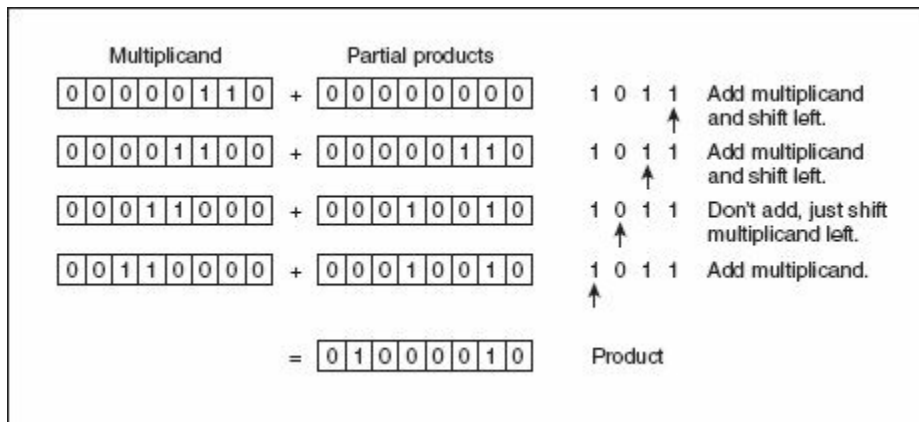 Multiplicand Partial products
0 0 0 0 0 1 1 0 + 0 0 0 0 0 0 0 0 1 0 1 1 Add multiplicand
and shift left.
0 0 0 0 1 1 0 0 + 0 0 0 0 0 1 1 0 1 0 1 1 Add multiplicand
and shift left.
0 0 0 1 1 0 0 0 + 0 0 0 1 0 0 1 0 1 0 1 1 Don't add, just shift
multiplicand left.
0 0 1 1 0 0 0 0 + 0 0 0 1 0 0 1 0 1 0 1 1 Add multiplicand.
= 0 1 0 0 0 0 1 0 Product